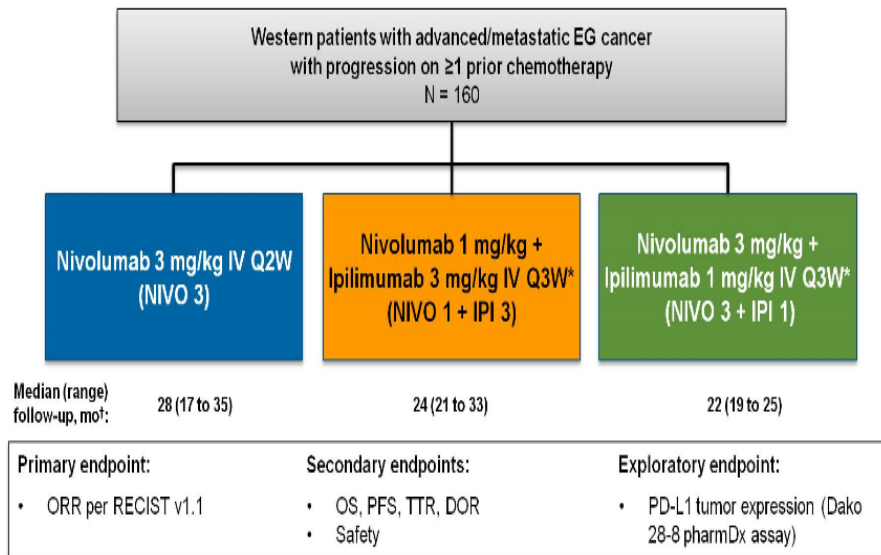 Western patients with advanced/metastatic EG cancer
with progression on ≥1 prior chemotherapy
N = 160
Nivolumab 3 mg/kg IV Q2W
(NIVO 3)
Nivolumab 1 mg/kg +
Ipilimumab 3 mg/kg IV Q3W*
(NIVO 1 + IPI 3)
Nivolumab 3 mg/kg +
Ipilimumab 1 mg/kg IV Q3W*
(NIVO 3 + IPI 1)
Median (range)
follow-up, mo†:
28 (17 to 35)
24 (21 to 33)
22 (19 to 25)
Primary endpoint:
• ORR per RECIST v1.1
Secondary endpoints:
• OS, PFS, TTR, DOR
• Safety
Exploratory endpoint:
• PD-L1 tumor expression (Dako
28-8 pharmDx assay)